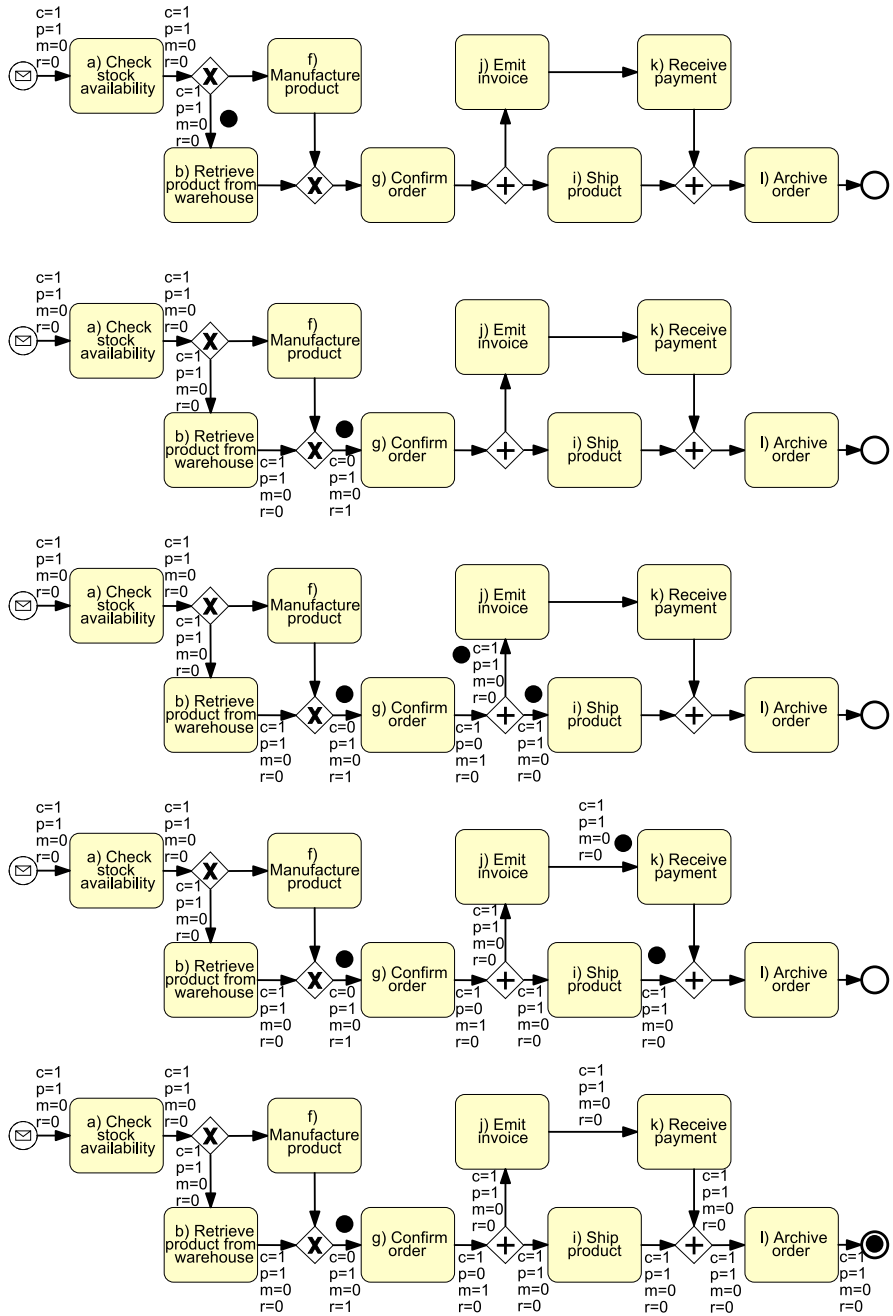 c=1 c=1
p=1 p=1
m=0 m=0
r=0 r=0
a) Check
stock
availability
X
f)
Manufacture
product
j) Emit
invoice
k) Receive
payment
c=1
p=1
m=0
r=0
b) Retrieve
product from
warehouse
X
g) Confirm
order
+
i) Ship
product
+
l) Archive
order
c=1 c=1
p=1 p=1
m=0 m=0
r=0 r=0
a) Check
stock
availability
X
f)
Manufacture
product
j) Emit
invoice
k) Receive
payment
c=1
p=1
m=0
r=0
b) Retrieve
product from
warehouse
X
g) Confirm
order
+
i) Ship
product
+
l) Archive
order
c=1 c=0
p=1 p=1
m=0 m=0
r=0 r=1
c=1 c=1
p=1 p=1
m=0 m=0
r=0 r=0
a) Check
stock
availability
X
f)
Manufacture
product
j) Emit
invoice
k) Receive
payment
c=1
p=1
m=0
r=0
c=1
p=1
m=0
r=0
b) Retrieve
product from
warehouse
X
g) Confirm
order
+
i) Ship
product
+
l) Archive
order
c=1 c=0 c=1 c=1
p=1 p=1 p=0 p=1
m=0 m=0 m=1 m=0
r=0 r=1 r=0 r=0
c=1 c=1 c=1
p=1 p=1 p=1
m=0 m=0 m=0
r=0 r=0 r=0
a) Check
stock
availability
X
f)
Manufacture
product
j) Emit
invoice
k) Receive
payment
c=1
p=1
m=0
r=0
c=1
p=1
m=0
r=0
b) Retrieve
product from
warehouse
X
g) Confirm
order
+
i) Ship
product
+
l) Archive
order
c=1 c=0 c=1 c=1 c=1
p=1 p=1 p=0 p=1 p=1
m=0 m=0 m=1 m=0 m=0
r=0 r=1 r=0 r=0 r=0
c=1 c=1 c=1
p=1 p=1 p=1
m=0 m=0 m=0
r=0 r=0 r=0
a) Check
stock
availability
X
f)
Manufacture
product
j) Emit
invoice
k) Receive
payment
c=1
p=1
m=0
r=0
c=1
p=1
m=0
r=0
c=1
p=1
m=0
r=0
b) Retrieve
product from
warehouse
X
g) Confirm
order
+
i) Ship
product
+
l) Archive
order
c=1 c=0 c=1 c=1 c=1 c=1 c=1
p=1 p=1 p=0 p=1 p=1 p=1 p=1
m=0 m=0 m=1 m=0 m=0 m=0 m=0
r=0 r=1 r=0 r=0 r=0 r=0 r=0